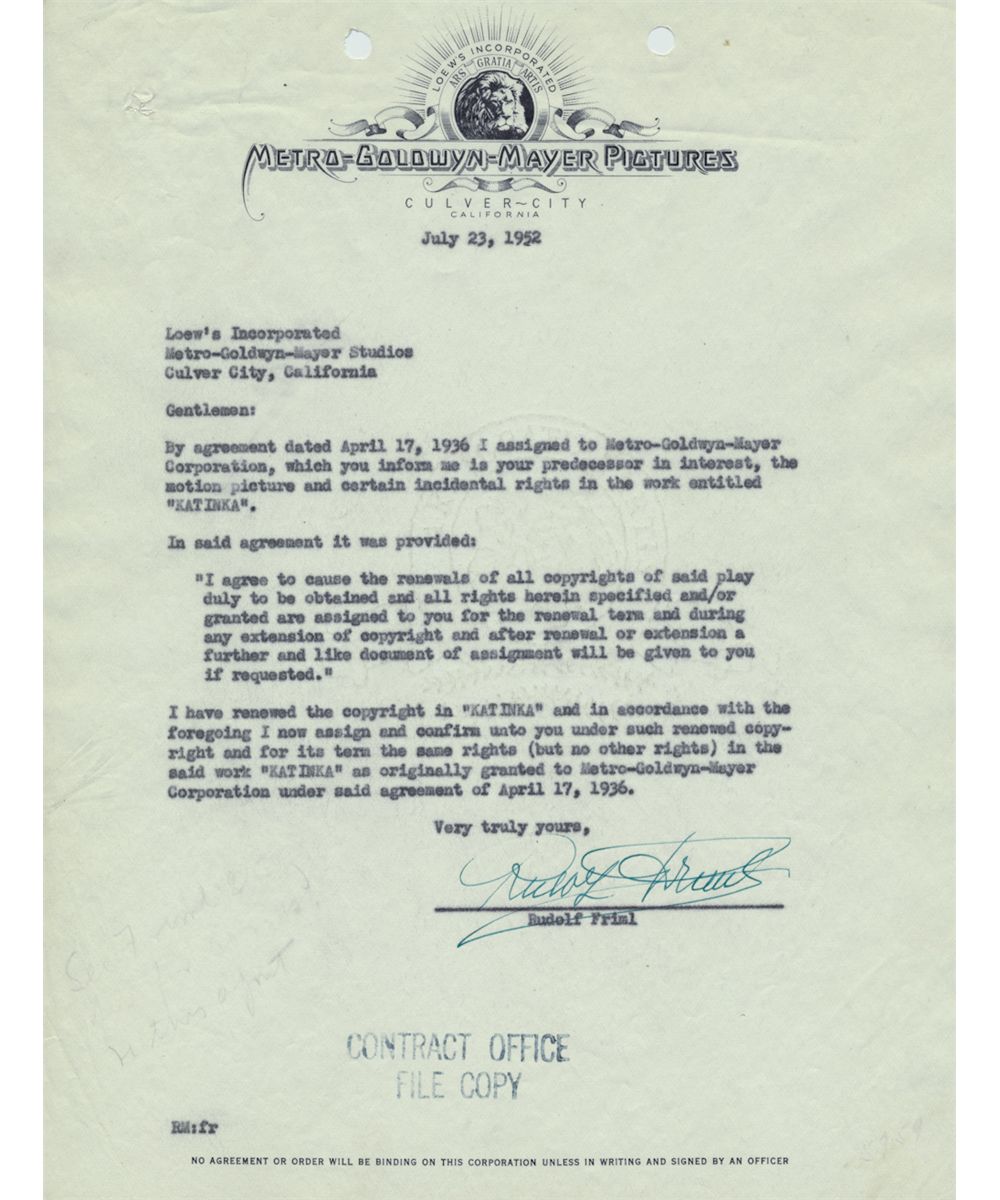 LOEW'S INCORPORATED
ARS GRATIA ARTIS
METRO-GOLDWYN-MAYER PICTURES
CULVER~CITY
CALIFORNIA
July 23, 1952
Loew's Incorporated
Metro-Goldwyn-Mayer Studios
Culver City, California
Gentlemen:
By agreement dated April 17, 1936 I assigned to Metro-Goldwyn-Mayer
Corporation, which you inform me is your predecessor in interest, the
motion picture and certain incidental rights in the work entitled
"KATINKA".
In said agreement it was provided:
"I agree to cause the renewals of all copyrights of said play
duly to be obtained and all rights herein specified and/or
granted are assigned to you for the renewal term and during
any extension of copyright and after renewal or extension a
further and like document of assignment will be given to you
if requested."
I have renewed the copyright in "KATINKA" and in accordance with the
foregoing I now assign and confirm unto you under such renewed copy-
right and for its term the same rights (but no other rights) in the
said work "KATINKA" as originally granted to Metro-Goldwyn-Mayer
Corporation under said agreement of April 17, 1936.
Very truly yours,
Rudolf Friml
Rudolf Friml
this
CONTRACT OFFICE
FILE COPY
RM:fr
NO AGREEMENT OR ORDER WILL BE BINDING ON THIS CORPORATION UNLESS IN WRITING AND SIGNED BY AN OFFICER